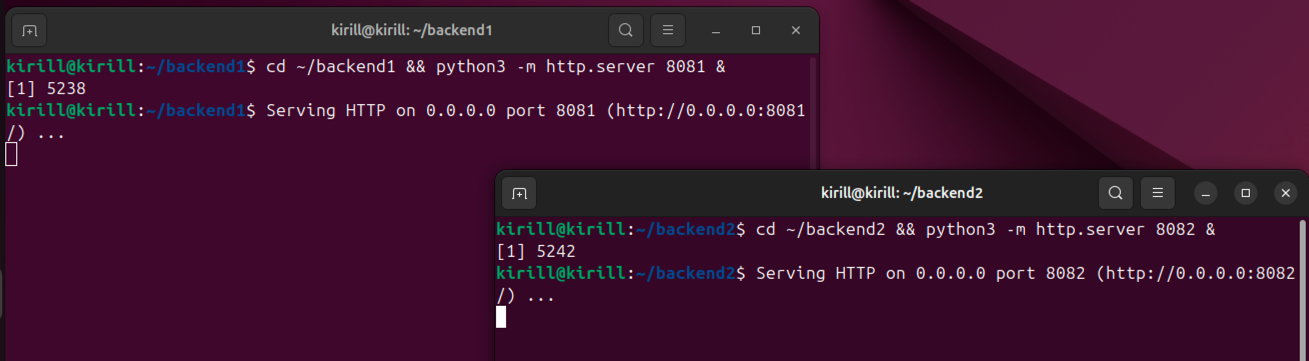 kirill@kirill: ~/backend1
kirill@kirill:~/backend1$ cd ~/backend1 && python3 -m http.server 8081 &
[1] 5238
kirill@kirill:~/backend1$ Serving HTTP on 0.0.0.0 port 8081 (http://0.0.0.0:8081
/) ...
kirill@kirill: ~/backend2
kirill@kirill:~/backend2$ cd ~/backend2 && python3 -m http.server 8082 &
[1] 5242
kirill@kirill:~/backend2$ Serving HTTP on 0.0.0.0 port 8082 (http://0.0.0.0:8082
/) ...